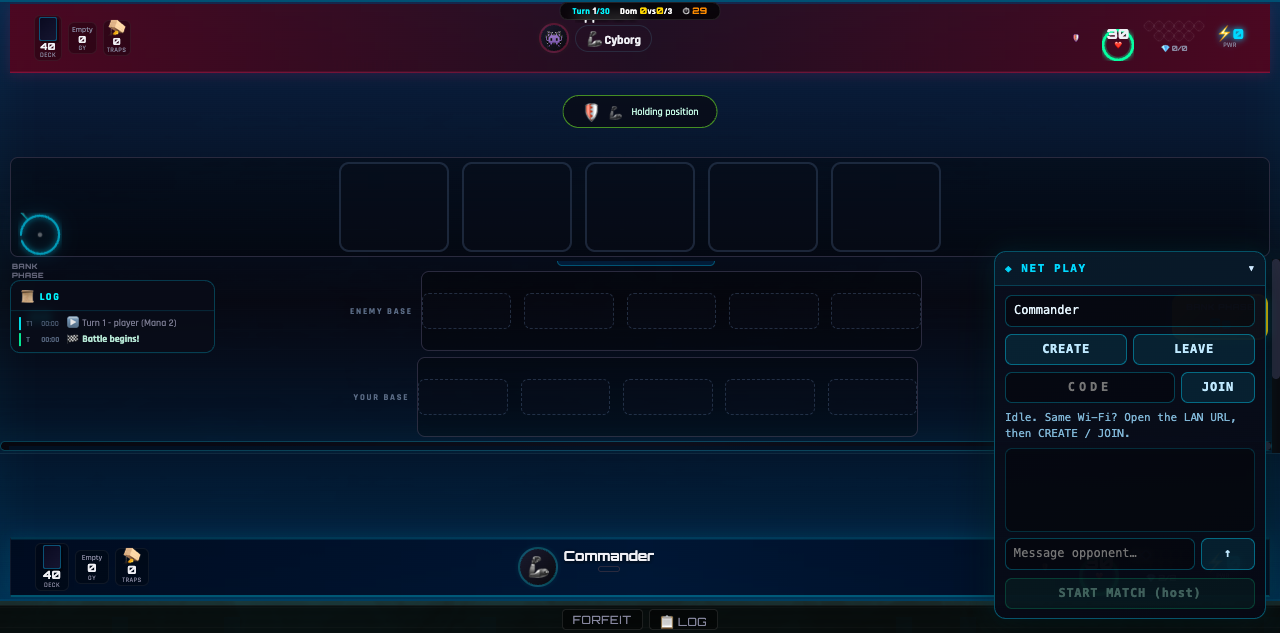 Turn 1/30 Dom 0vs0/3 ⏱ 29
40
DECK
Empty
0
GY
0
TRAPS
Cyborg
30
0/0
0
PWR
Holding position
BANK
PHASE
LOG
T1 00:00 Turn 1 - player (Mana 2)
T 00:00 Battle begins!
ENEMY BASE
YOUR BASE
NET PLAY
Commander
CREATE
LEAVE
CODE
JOIN
Idle. Same Wi-Fi? Open the LAN URL,
then CREATE / JOIN.
Message opponent…
↑
START MATCH (host)
40
DECK
Empty
0
GY
0
TRAPS
Commander
FORFEIT
LOG